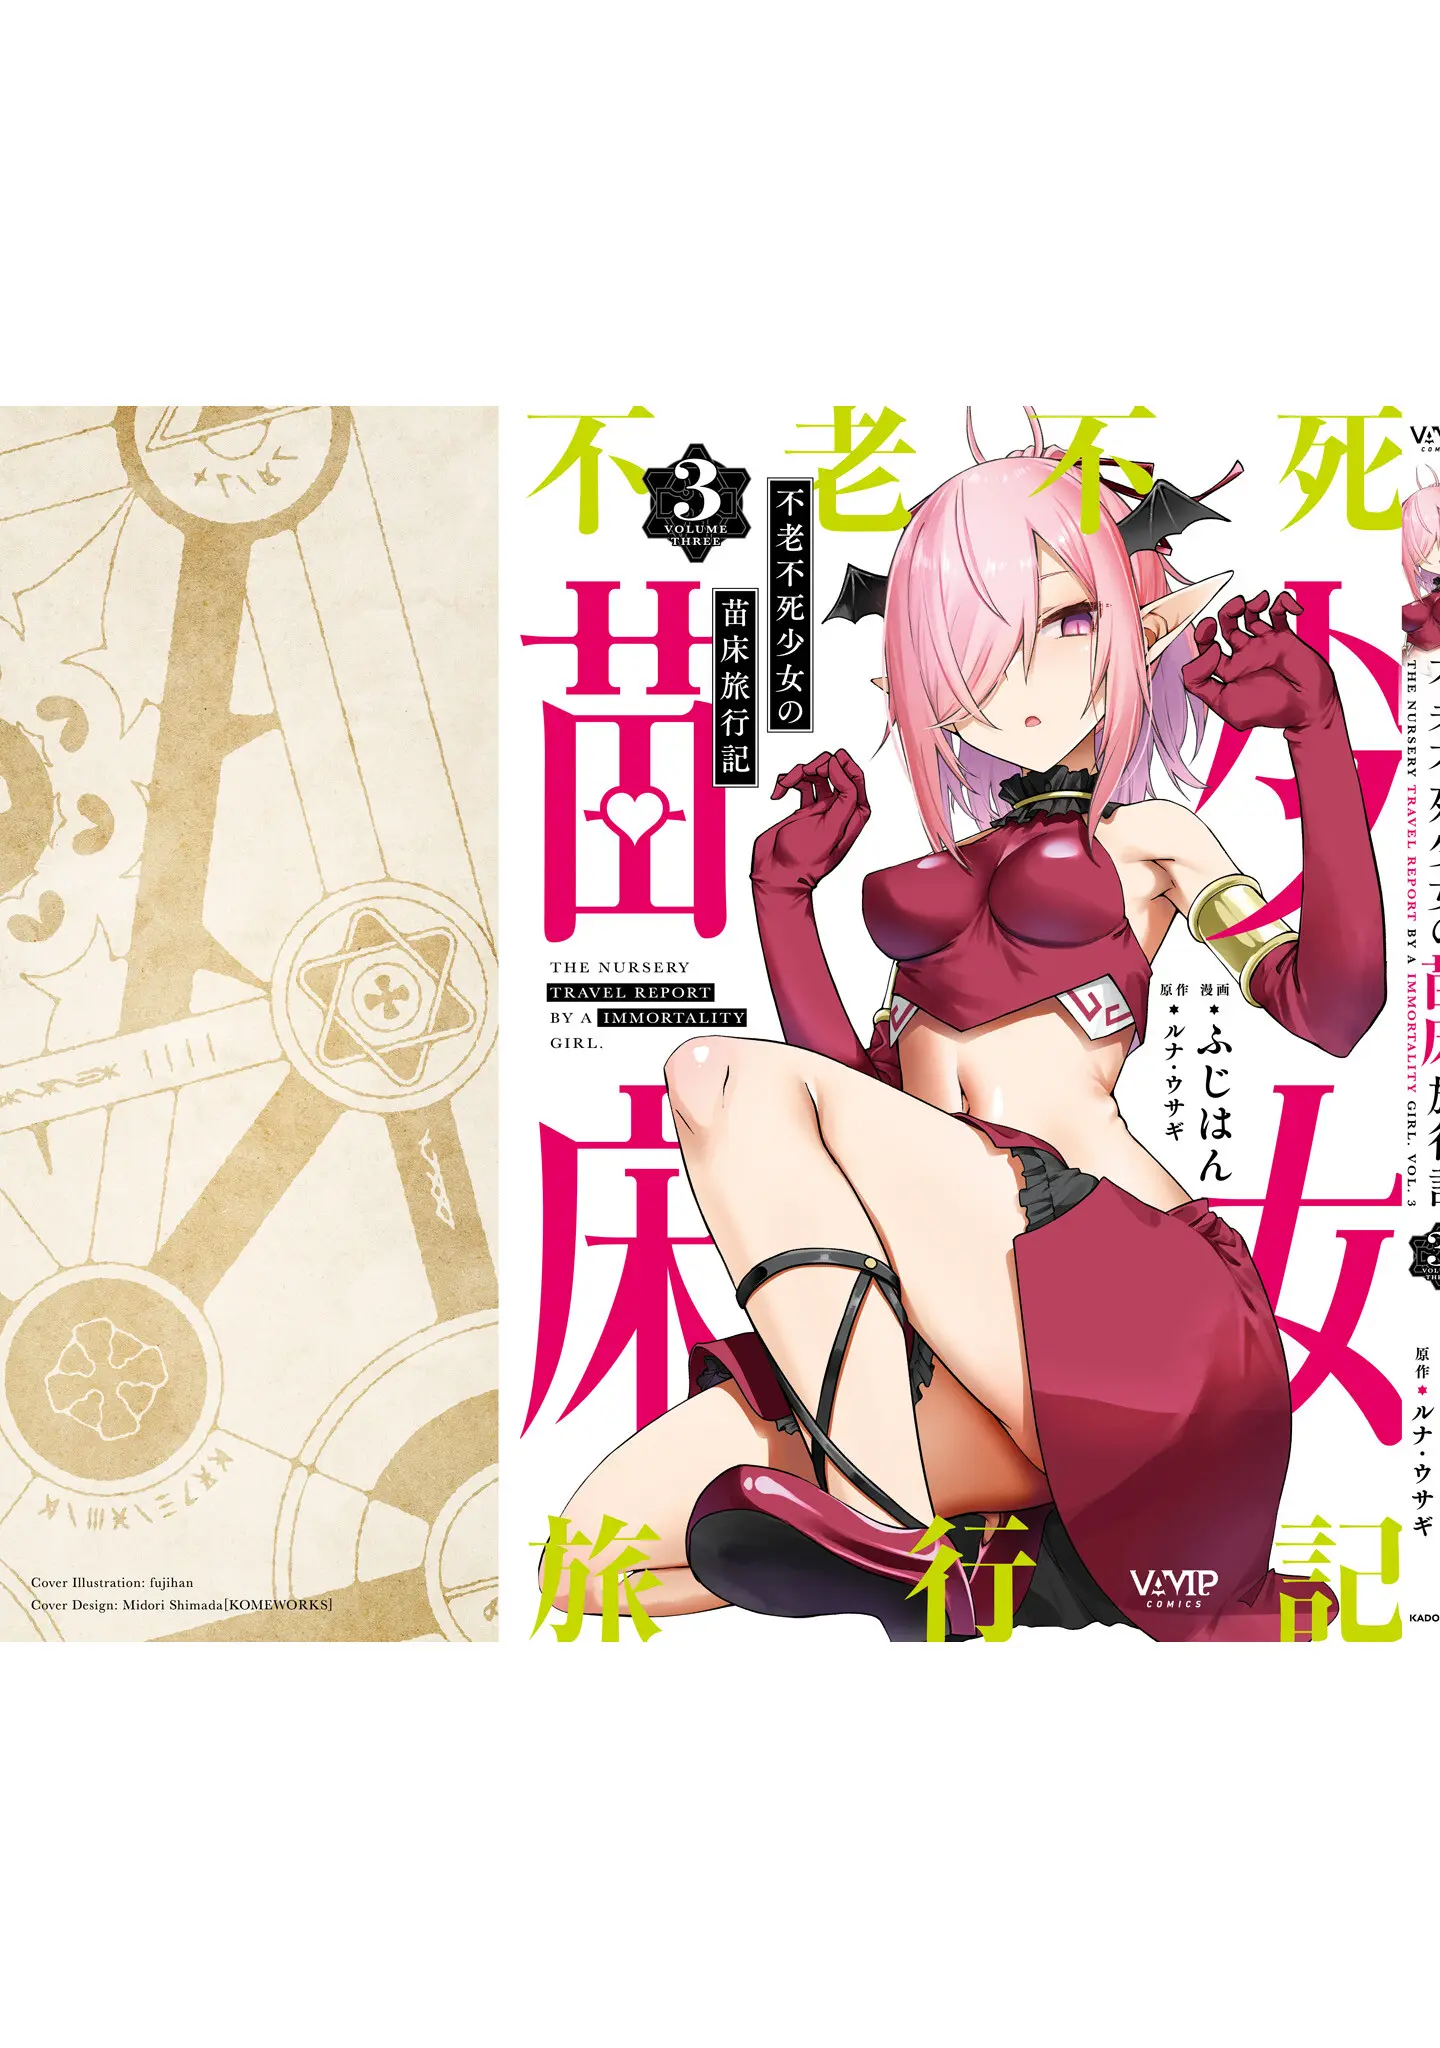 不老不死
少女
苗床
旅行記
3
VOLUME
THREE
不老不死少女の
苗床旅行記
THE NURSERY
TRAVEL REPORT
BY A IMMORTALITY
GIRL.
漫画 ふじはん
原作 ルナ・ウサギ
VAMP
COMICS
Cover Illustration: fujihan
Cover Design: Midori Shimada[KOMEWORKS]
THE NURSERY TRAVEL REPORT BY A IMMORTALITY GIRL. VOL. 3
原作 ルナ・ウサギ